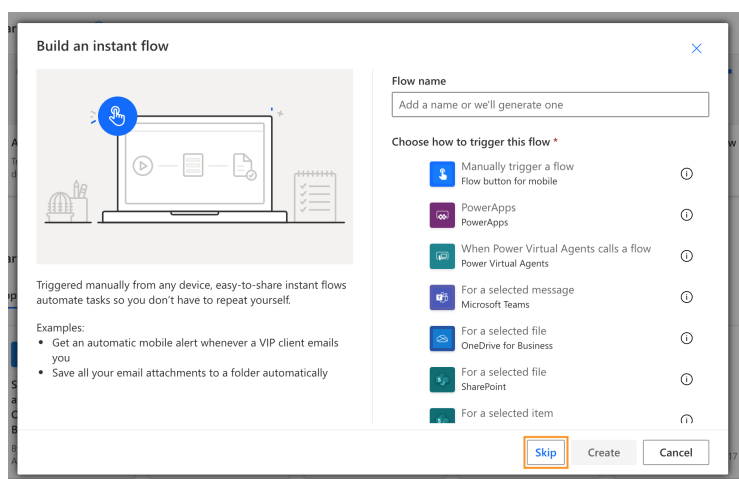 Build an instant flow
Triggered manually from any device, easy-to-share instant flows
automate tasks so you don't have to repeat yourself.
Examples:
• Get an automatic mobile alert whenever a VIP client emails
you
• Save all your email attachments to a folder automatically
Flow name
Add a name or we'll generate one
Choose how to trigger this flow *
Manually trigger a flow
Flow button for mobile
PowerApps
PowerApps
When Power Virtual Agents calls a flow
Power Virtual Agents
For a selected message
Microsoft Teams
For a selected file
OneDrive for Business
For a selected file
SharePoint
For a selected item
Skip
Create
Cancel
17